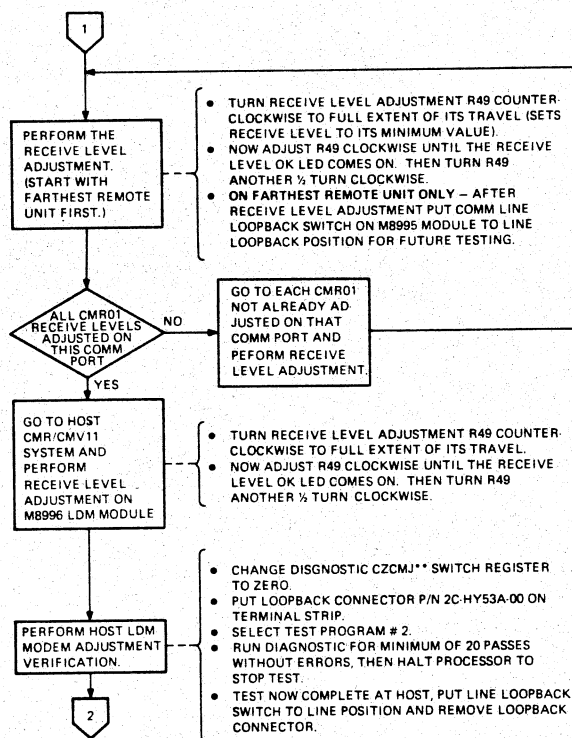 1
PERFORM THE
RECEIVE LEVEL
ADJUSTMENT.
(START WITH
FARTHEST REMOTE
UNIT FIRST.)
• TURN RECEIVE LEVEL ADJUSTMENT R49 COUNTER-
CLOCKWISE TO FULL EXTENT OF ITS TRAVEL (SETS
RECEIVE LEVEL TO ITS MINIMUM VALUE).
• NOW ADJUST R49 CLOCKWISE UNTIL THE RECEIVE
LEVEL OK LED COMES ON. THEN TURN R49
ANOTHER ½ TURN CLOCKWISE.
• ON FARTHEST REMOTE UNIT ONLY – AFTER
RECEIVE LEVEL ADJUSTMENT PUT COMM LINE
LOOPBACK SWITCH ON M8995 MODULE TO LINE
LOOPBACK POSITION FOR FUTURE TESTING.
ALL CMR01
RECEIVE LEVELS
ADJUSTED ON
THIS COMM
PORT
NO
GO TO EACH CMR01
NOT ALREADY AD-
JUSTED ON THAT
COMM PORT AND
PEFORM RECEIVE
LEVEL ADJUSTMENT.
YES
GO TO HOST
CMR/CMV11
SYSTEM AND
PERFORM
RECEIVE LEVEL
ADJUSTMENT ON
M8996 LDM MODULE
• TURN RECEIVE LEVEL ADJUSTMENT R49 COUNTER-
CLOCKWISE TO FULL EXTENT OF ITS TRAVEL.
• NOW ADJUST R49 CLOCKWISE UNTIL THE RECEIVE
LEVEL OK LED COMES ON. THEN TURN R49
ANOTHER ½ TURN CLOCKWISE.
PERFORM HOST LDM
MODEM ADJUSTMENT
VERIFICATION.
• CHANGE DISGNOSTIC CZCMJ** SWITCH REGISTER
TO ZERO.
• PUT LOOPBACK CONNECTOR P/N 2C-HY53A-00 ON
TERMINAL STRIP.
• SELECT TEST PROGRAM # 2.
• RUN DIAGNOSTIC FOR MINIMUM OF 20 PASSES
WITHOUT ERRORS, THEN HALT PROCESSOR TO
STOP TEST.
• TEST NOW COMPLETE AT HOST, PUT LINE LOOPBACK
SWITCH TO LINE POSITION AND REMOVE LOOPBACK
CONNECTOR.
2